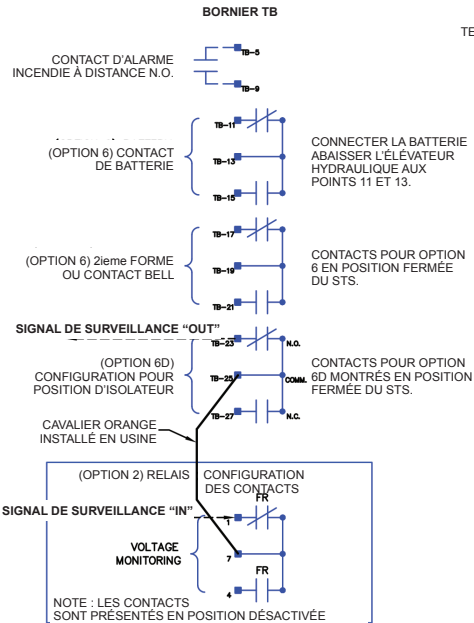 BORNIER TB
TE
TB-5
CONTACT D'ALARME
INCENDIE À DISTANCE N.O.
TB-9
TB-11
(OPTION 6) CONTACT
DE BATTERIE
TB-13
TB-15
CONNECTER LA BATTERIE
ABAISSER L'ÉLÉVATEUR
HYDRAULIQUE AUX
POINTS 11 ET 13.
TB-17
(OPTION 6) 2ieme FORME
OU CONTACT BELL
TB-19
TB-21
CONTACTS POUR OPTION
6 EN POSITION FERMÉE
DU STS.
SIGNAL DE SURVEILLANCE “OUT”
TB-23
N.O.
(OPTION 6D)
CONFIGURATION POUR
POSITION D'ISOLATEUR
TB-25
COMM.
TB-27
N.C.
CONTACTS POUR OPTION
6D MONTRÉS EN POSITION
FERMÉE DU STS.
CAVALIER ORANGE
INSTALLÉ EN USINE
(OPTION 2) RELAIS CONFIGURATION
DES CONTACTS
SIGNAL DE SURVEILLANCE “IN”
1
FR
VOLTAGE
MONITORING
7
4
FR
NOTE : LES CONTACTS
SONT PRÉSENTÉS EN POSITION DÉSACTIVÉE